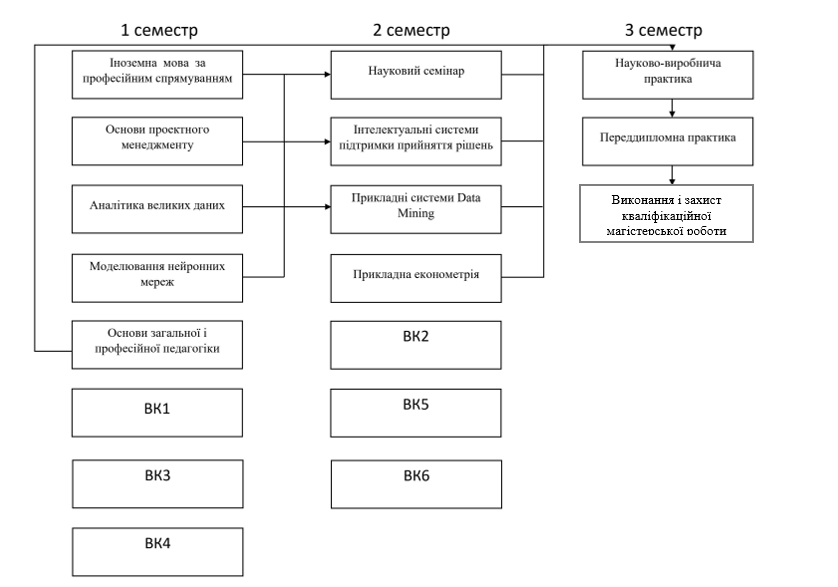 1 семестр
2 семестр
3 семестр
Іноземна мова за
професійним спрямуванням
Основи проектного
менеджменту
Аналітика великих даних
Моделювання нейронних
мереж
Основи загальної і
професійної педагогіки
ВК1
ВК3
ВК4
Науковий семінар
Інтелектуальні системи
підтримки прийняття рішень
Прикладні системи Data
Mining
Прикладна економетрія
ВК2
ВК5
ВК6
Науково-виробнича
практика
Переддипломна практика
Виконання і захист
кваліфікаційної
магістерської роботи